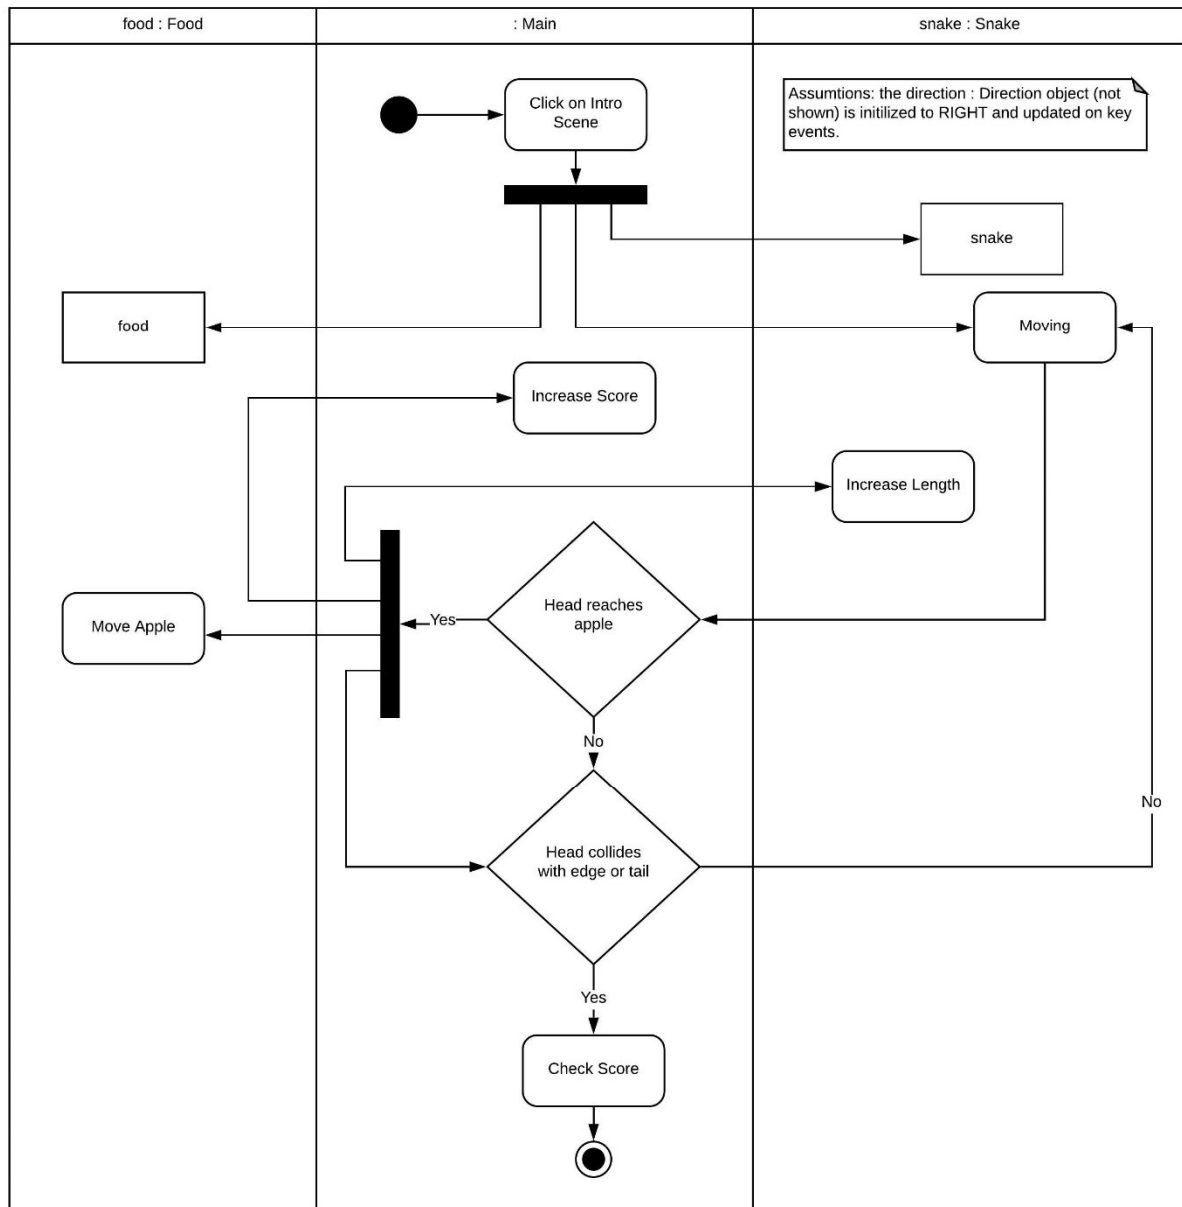 food : Food
: Main
snake : Snake
Click on Intro
Scene
Assumtions: the direction : Direction object (not
shown) is initilized to RIGHT and updated on key
events.
snake
food
Moving
Increase Score
Increase Length
Head reaches
apple
Yes
Move Apple
No
Head collides
with edge or tail
No
Yes
Check Score